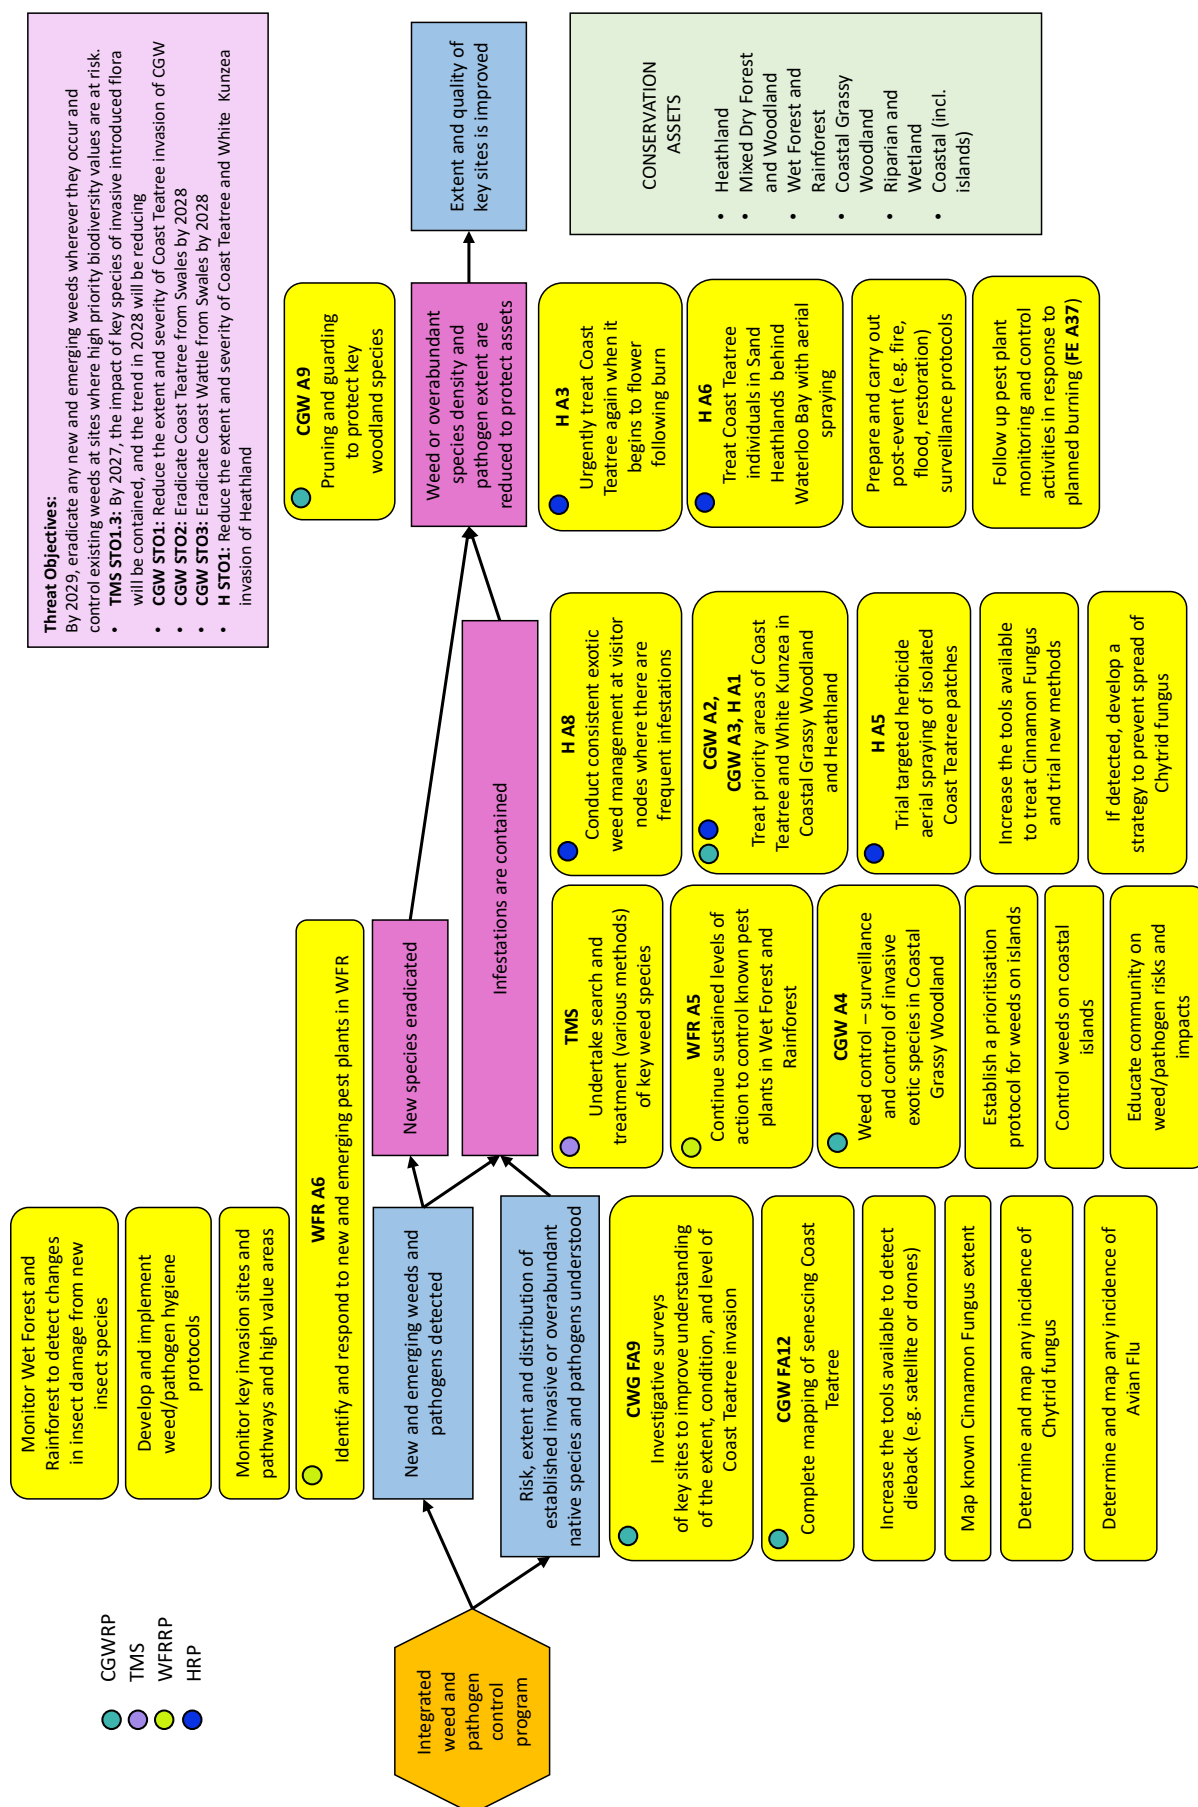 CGWRP
TMS
WFRRP
HRP
Integrated
weed and
pathogen
control
program
Monitor Wet Forest and
Rainforest to detect changes
in insect damage from new
insect species
Develop and implement
weed/pathogen hygiene
protocols
Monitor key invasion sites and
pathways and high value areas
WFR A6
Identify and respond to new and emerging pest plants in WFR
New and emerging weeds and
pathogens detected
Risk, extent and distribution of
established invasive or overabundant
native species and pathogens understood
CWG FA9
Investigative surveys
of key sites to improve understanding
of the extent, condition, and level of
Coast Teatree invasion
CGW FA12
Complete mapping of senescing Coast
Teatree
Increase the tools available to detect
dieback (e.g. satellite or drones)
Map known Cinnamon Fungus extent
Determine and map any incidence of
Chytrid fungus
Determine and map any incidence of
Avian Flu
New species eradicated
Infestations are contained
TMS
Undertake search and
treatment (various methods)
of key weed species
WFR A5
Continue sustained levels of
action to control known pest
plants in Wet Forest and
Rainforest
CGW A4
Weed control – surveillance
and control of invasive
exotic species in Coastal
Grassy Woodland
Establish a prioritisation
protocol for weeds on islands
Control weeds on coastal
islands
Educate community on
weed/pathogen risks and
impacts
H A8
Conduct consistent exotic
weed management at visitor
nodes where there are
frequent infestations
CGW A2,
CGW A3, H A1
Treat priority areas of Coast
Teatree and White Kunzea in
Coastal Grassy Woodland
and Heathland
H A5
Trial targeted herbicide
aerial spraying of isolated
Coast Teatree patches
Increase the tools available
to treat Cinnamon Fungus
and trial new methods
If detected, develop a
strategy to prevent spread of
Chytrid fungus
Threat Objectives:
By 2029, eradicate any new and emerging weeds wherever they occur and
control existing weeds at sites where high priority biodiversity values are at risk.
• TMS STO1.3: By 2027, the impact of key species of invasive introduced flora
will be contained, and the trend in 2028 will be reducing
• CGW STO1: Reduce the extent and severity of Coast Teatree invasion of CGW
• CGW STO2: Eradicate Coast Teatree from Swales by 2028
• CGW STO3: Eradicate Coast Wattle from Swales by 2028
• H STO1: Reduce the extent and severity of Coast Teatree and White Kunzea
invasion of Heathland
CGW A9
Pruning and guarding
to protect key
woodland species
Weed or overabundant
species density and
pathogen extent are
reduced to protect assets
H A3
Urgently treat Coast
Teatree again when it
begins to flower
following burn
H A6
Treat Coast Teatree
individuals in Sand
Heathlands behind
Waterloo Bay with aerial
spraying
Prepare and carry out
post-event (e.g. fire,
flood, restoration)
surveillance protocols
Follow up pest plant
monitoring and control
activities in response to
planned burning (FE A37)
Extent and quality of
key sites is improved
CONSERVATION
ASSETS
• Heathland
• Mixed Dry Forest
and Woodland
• Wet Forest and
Rainforest
• Coastal Grassy
Woodland
• Riparian and
Wetland
• Coastal (incl.
islands)